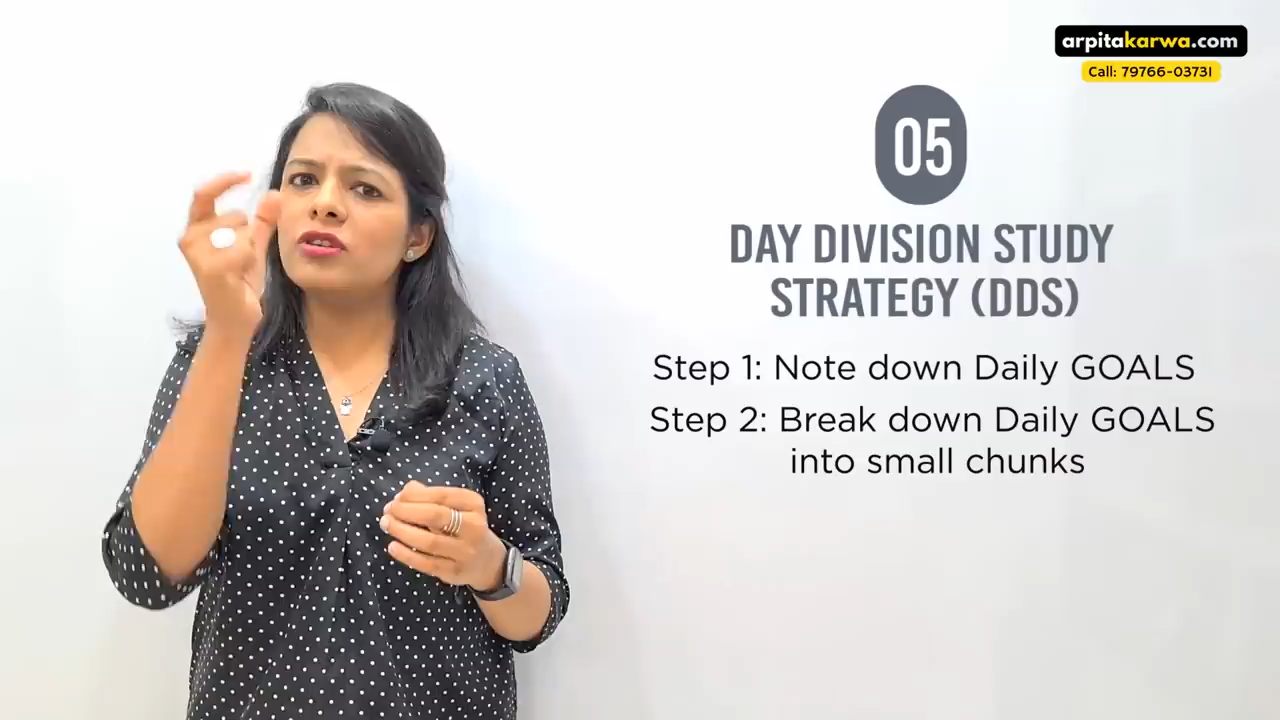 arpitakarwa.com
Call: 79766-03731
05
DAY DIVISION STUDY
STRATEGY (DDS)
Step 1: Note down Daily GOALS
Step 2: Break down Daily GOALS
into small chunks